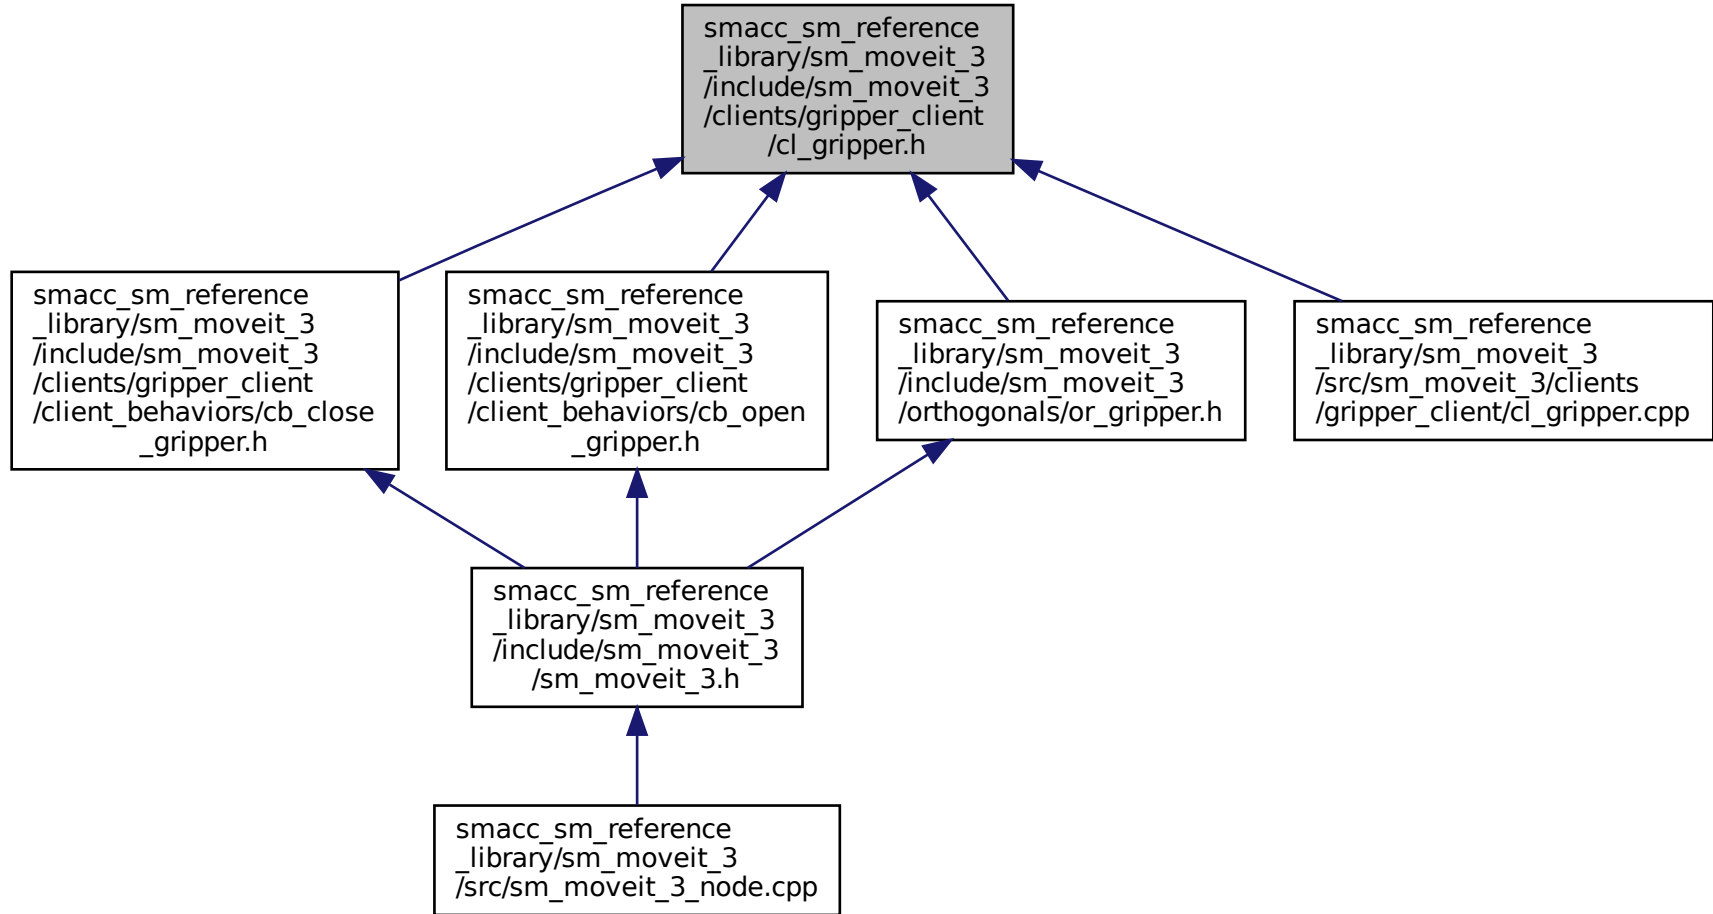 smacc_sm_reference
_library/sm_moveit_3
/include/sm_moveit_3
/clients/gripper_client
/cl_gripper.h
smacc_sm_reference
_library/sm_moveit_3
/include/sm_moveit_3
/clients/gripper_client
/client_behaviors/cb_close
_gripper.h
smacc_sm_reference
_library/sm_moveit_3
/include/sm_moveit_3
/clients/gripper_client
/client_behaviors/cb_open
_gripper.h
smacc_sm_reference
_library/sm_moveit_3
/include/sm_moveit_3
/orthogonals/or_gripper.h
smacc_sm_reference
_library/sm_moveit_3
/src/sm_moveit_3/clients
/gripper_client/cl_gripper.cpp
smacc_sm_reference
_library/sm_moveit_3
/include/sm_moveit_3
/sm_moveit_3.h
smacc_sm_reference
_library/sm_moveit_3
/src/sm_moveit_3_node.cpp